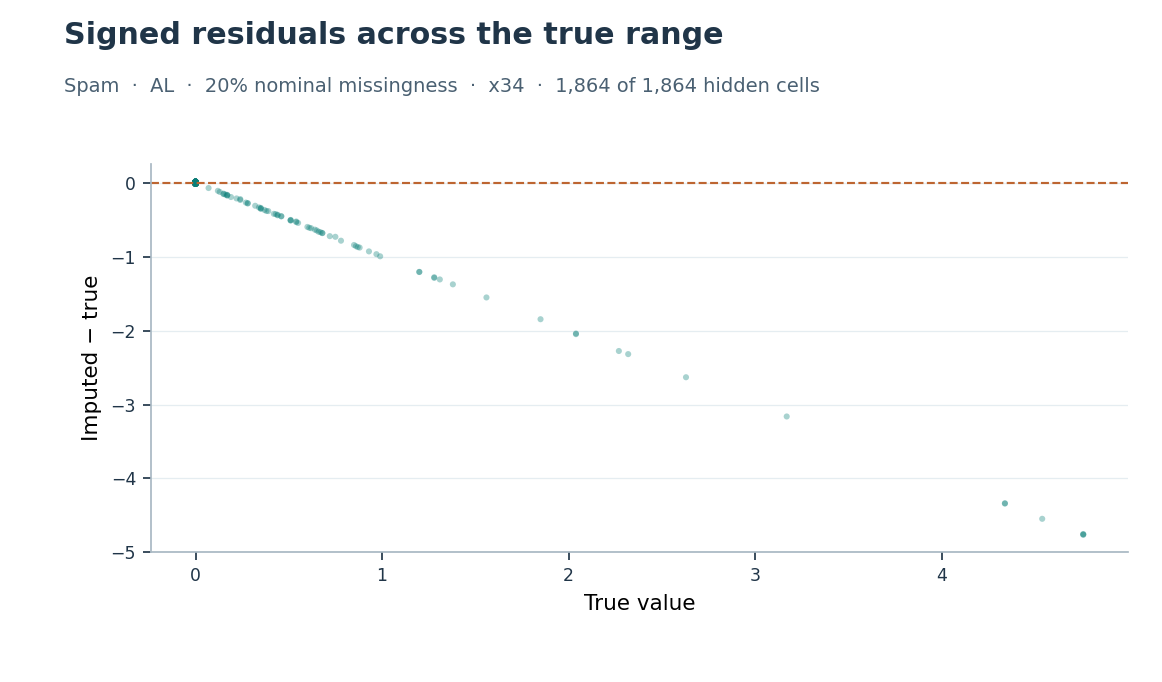 Signed residuals across the true range
Spam · AL · 20% nominal missingness · x34 · 1,864 of 1,864 hidden cells
0
−1
−2
−3
−4
−5
Imputed − true
0 1 2 3 4
True value